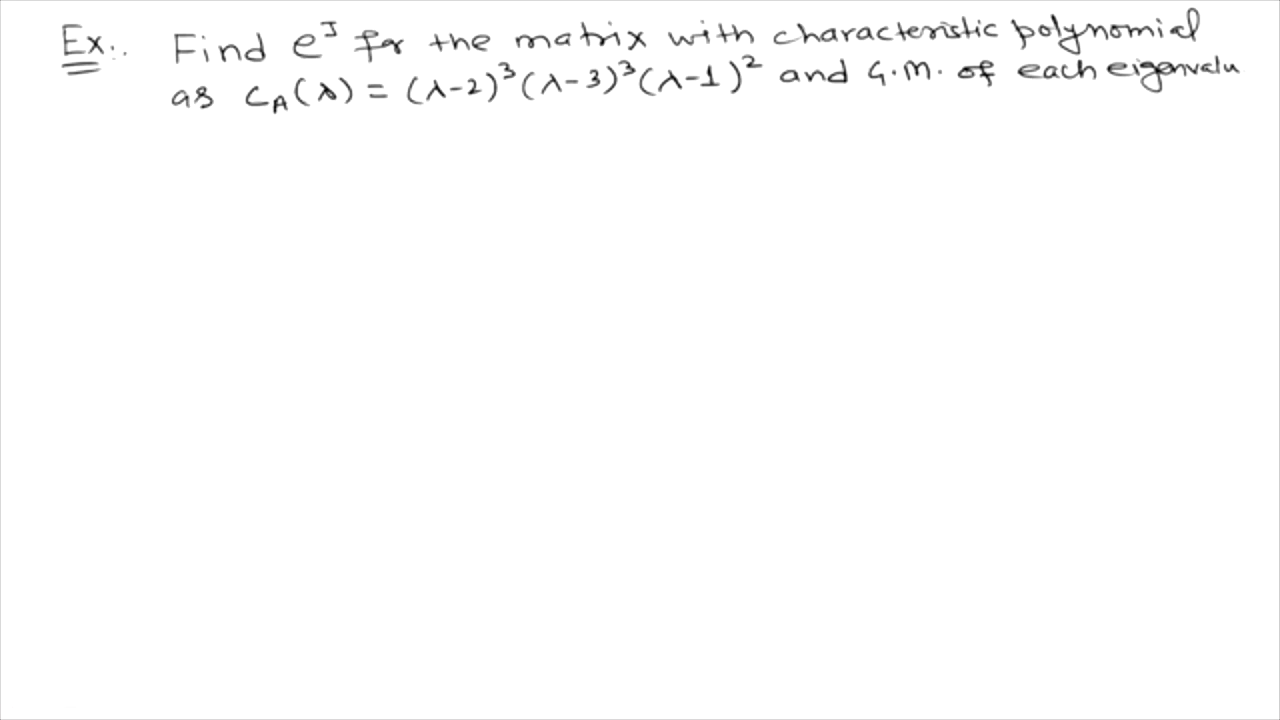 Ex:. Find e^J for the matrix with characteristic polynomial
as C_A(λ) = (λ-2)³(λ-3)³(λ-1)² and G.M. of each eigenvalu